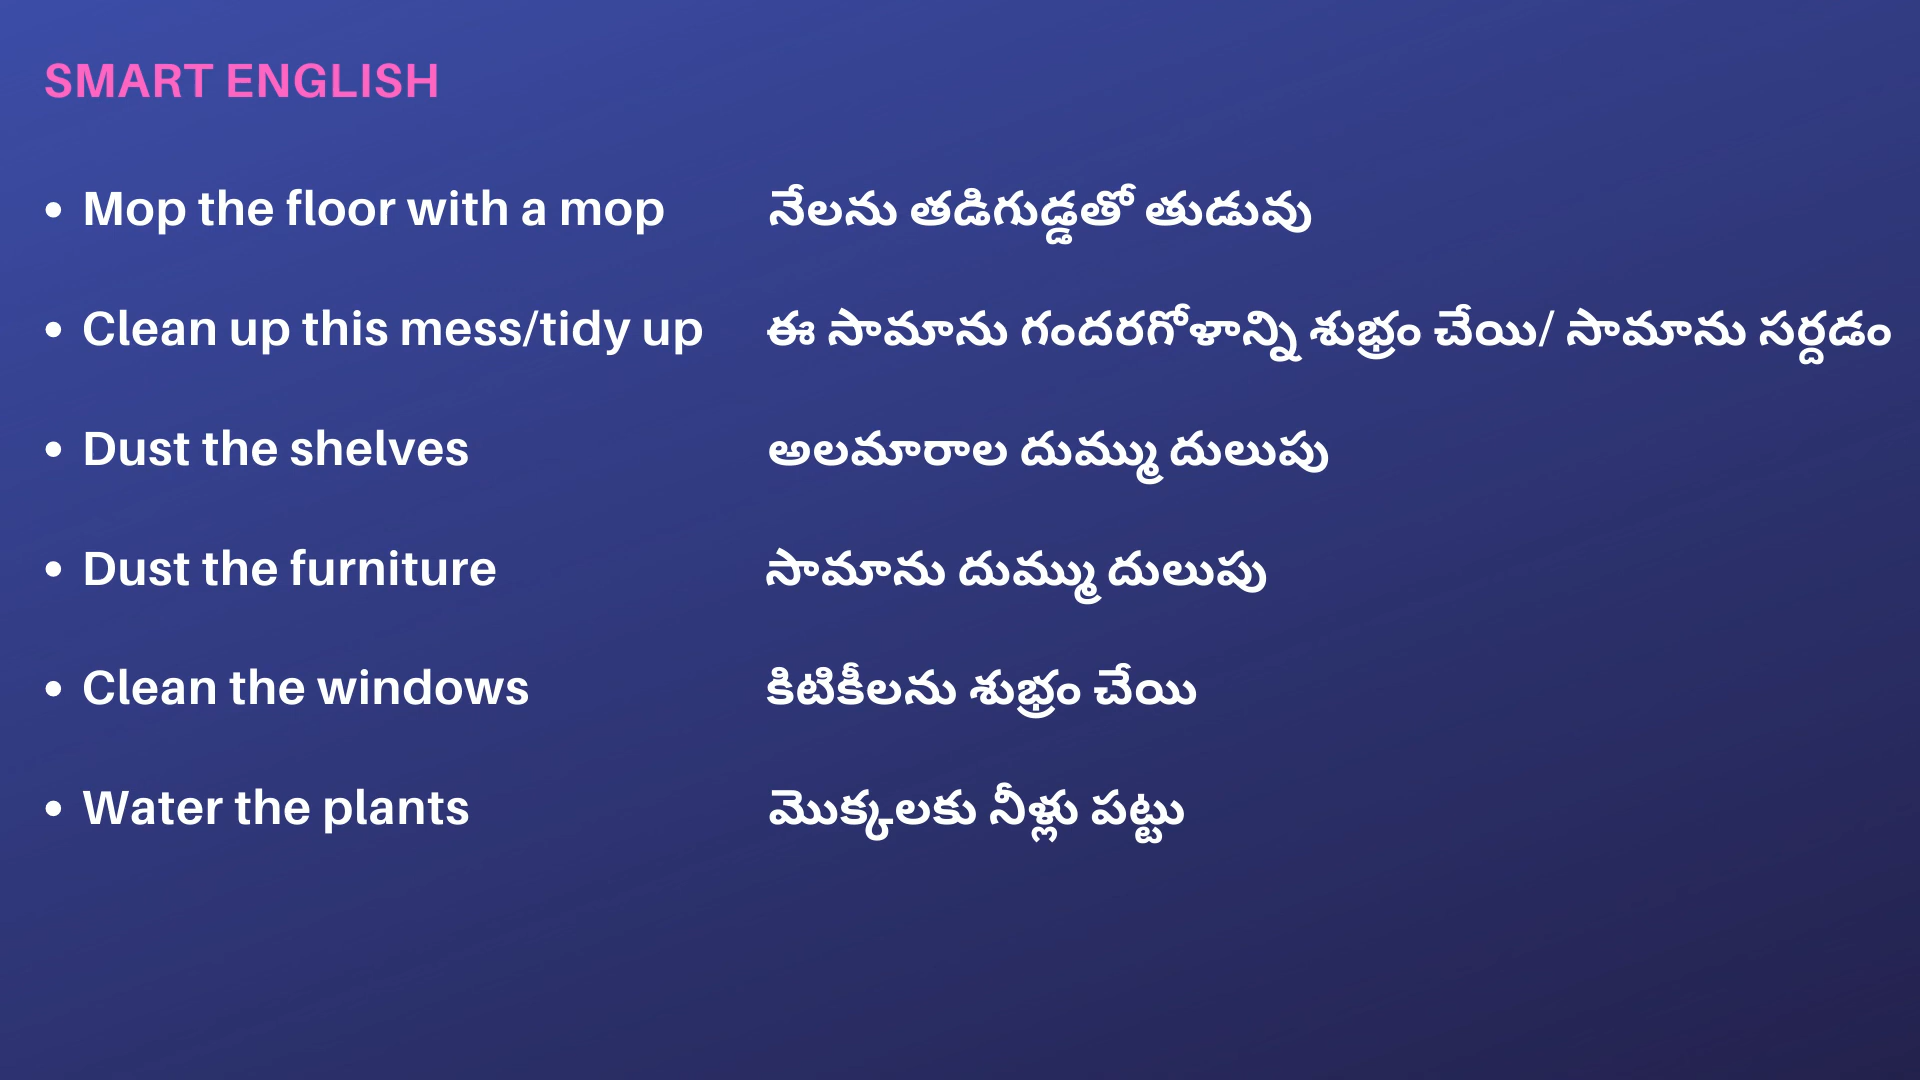 SMART ENGLISH
• Mop the floor with a mop నేలను తడిగుడ్డతో తుడువు
• Clean up this mess/tidy up ఈ సామాను గందరగోళాన్ని శుభ్రం చేయి/ సామాను సర్దడం
• Dust the shelves అలమారాల దుమ్ము దులుపు
• Dust the furniture సామాను దుమ్ము దులుపు
• Clean the windows కిటికీలను శుభ్రం చేయి
• Water the plants మొక్కలకు నీళ్లు పట్టు